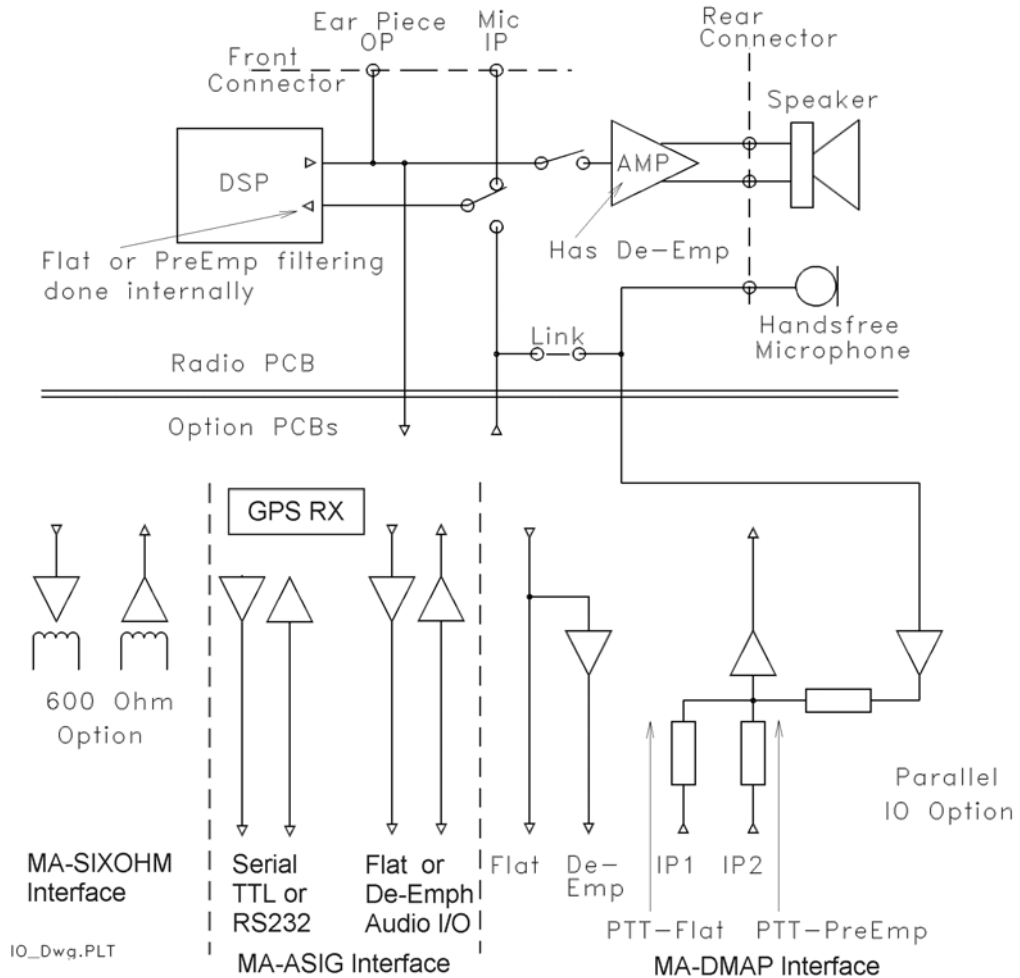 Ear Piece
OP
Mic
IP
Rear
Connector
Front
Connector
Speaker
DSP
AMP
Flat or PreEmp filtering
done internally
Has De-Emp
Handsfree
Microphone
Link
Radio PCB
Option PCBs
GPS RX
600 Ohm
Option
Parallel
IO Option
MA-SIXOHM
Interface
Serial
TTL or
RS232
Flat or
De-Emph
Audio I/O
Flat
De-
Emp
IP1
IP2
PTT-Flat
PTT-PreEmp
IO_Dwg.PLT
MA-ASIG Interface
MA-DMAP Interface